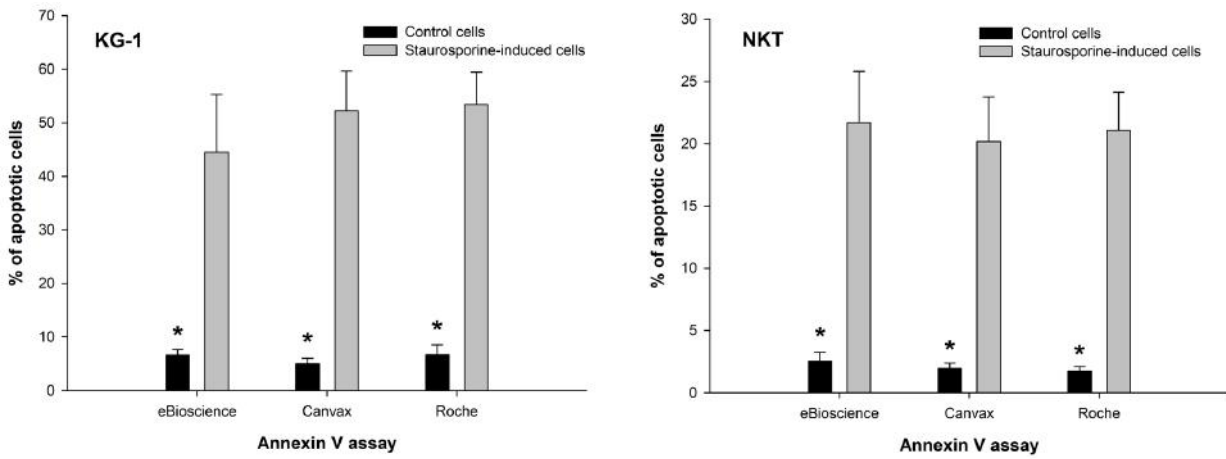 KG-1
Control cells
Staurosporine-induced cells
% of apoptotic cells
70
60
50
40
30
20
10
0
*
*
*
eBioscience
Canvax
Roche
Annexin V assay
NKT
Control cells
Staurosporine-induced cells
% of apoptotic cells
30
25
20
15
10
5
0
*
*
*
eBioscience
Canvax
Roche
Annexin V assay